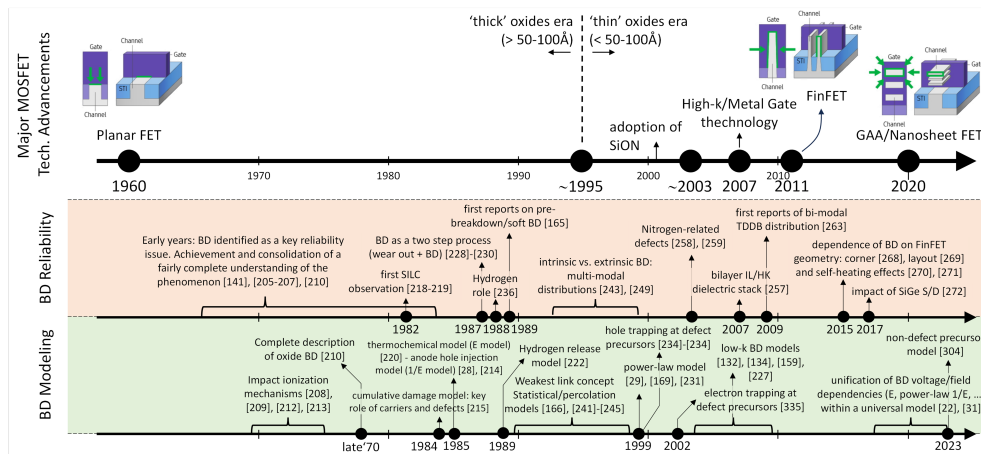 Major MOSFET
Tech. Advancements
Gate
Channel
Gate
STI
Channel
Planar FET
‘thick’ oxides era
(> 50-100Å)
‘thin’ oxides era
(< 50-100Å)
adoption of
SiON
High-k/Metal Gate
thechnology
Gate
Channel
Gate
STI
Channel
FinFET
Gate
Channel
Gate
STI
Channel
GAA/Nanosheet FET
1960
1970
1980
1990
~1995
2000
~2003
2007
2010
2011
2020
BD Reliability
Early years: BD identified as a key reliability
issue. Achievement and consolidation of a
fairly complete understanding of the
phenomenon [141], [205-207], [210]
first SILC
observation [218-219]
BD as a two step process
(wear out + BD) [228]-[230]
Hydrogen
role [236]
first reports on pre-
breakdown/soft BD [165]
intrinsic vs. extrinsic BD:
multi-modal
distributions [243], [249]
Nitrogen-related
defects [258], [259]
bilayer IL/HK
dielectric stack [257]
first reports of bi-modal
TDDB distribution [263]
dependence of BD on FinFET
geometry: corner [268], layout [269]
and self-heating effects [270], [271]
impact of SiGe S/D [272]
1982
1987
1988
1989
2007
2009
2015
2017
BD Modeling
Impact ionization
mechanisms [208],
[209], [212], [213]
Complete description
of oxide BD [210]
thermochemical model (E model)
[220] - anode hole injection
model (1/E model) [28], [214]
cumulative damage model: key
role of carriers and defects [215]
Hydrogen release
model [222]
Weakest link concept
Statistical/percolation
models [166], [241]-[245]
hole trapping at defect
precursors [234]-[234]
power-law model
[29], [169], [231]
low-k BD models
[132], [134], [159],
[227]
electron trapping at
defect precursors [335]
non-defect precurso
model [304]
unification of BD voltage/field
dependencies (E, power-law 1/E, ...
within a universal model [22], [31]
late‘70
1984
1985
1989
1999
2002
2023